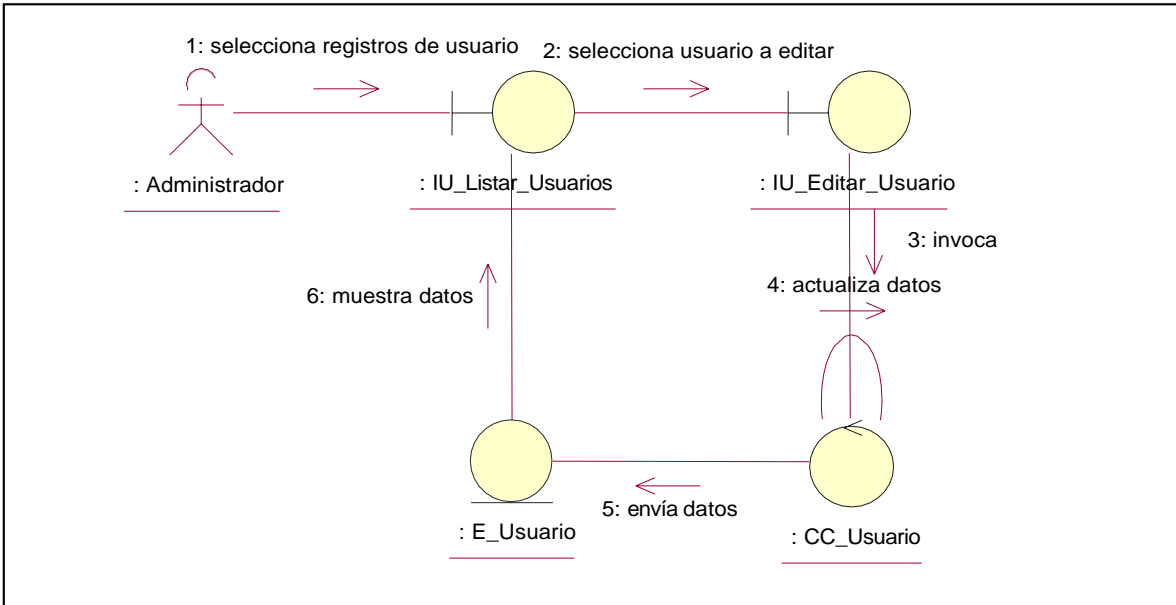 1: selecciona registros de usuario
2: selecciona usuario a editar
: Administrador
: IU_Listar_Usuarios
: IU_Editar_Usuario
3: invoca
4: actualiza datos
6: muestra datos
5: envía datos
: E_Usuario
: CC_Usuario